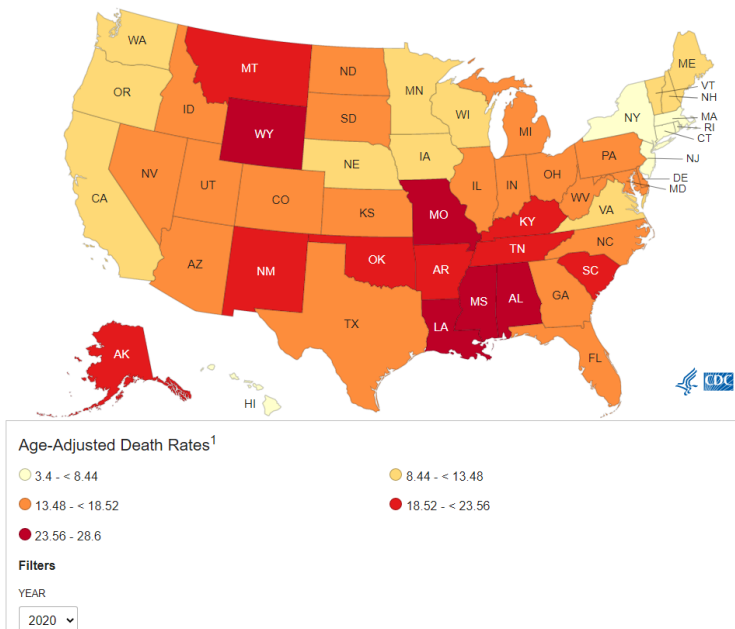 WA
MT
ND
MN
ME
VT
NH
OR
ID
SD
WI
MI
NY
MA
RI
CT
WY
NE
IA
PA
NJ
NV
UT
CO
IL
IN
OH
DE
MD
CA
KS
MO
WV
VA
KY
NC
AZ
NM
OK
AR
TN
SC
MS
AL
GA
TX
LA
FL
AK
HI
CDC
Age-Adjusted Death Rates1
3.4 - < 8.44 8.44 - < 13.48
13.48 - < 18.52 18.52 - < 23.56
23.56 - 28.6
Filters
YEAR
2020